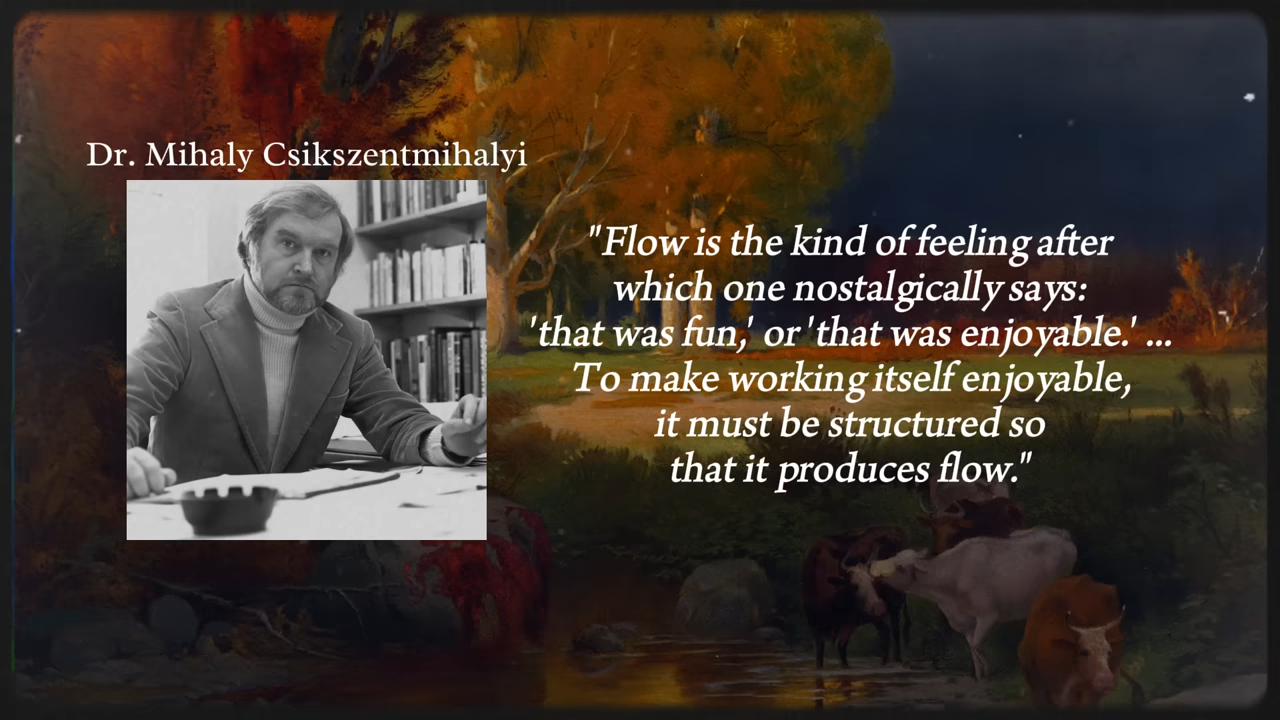 Dr. Mihaly Csikszentmihalyi
"Flow is the kind of feeling after
which one nostalgically says:
'that was fun,' or 'that was enjoyable.' ...
To make working itself enjoyable,
it must be structured so
that it produces flow."